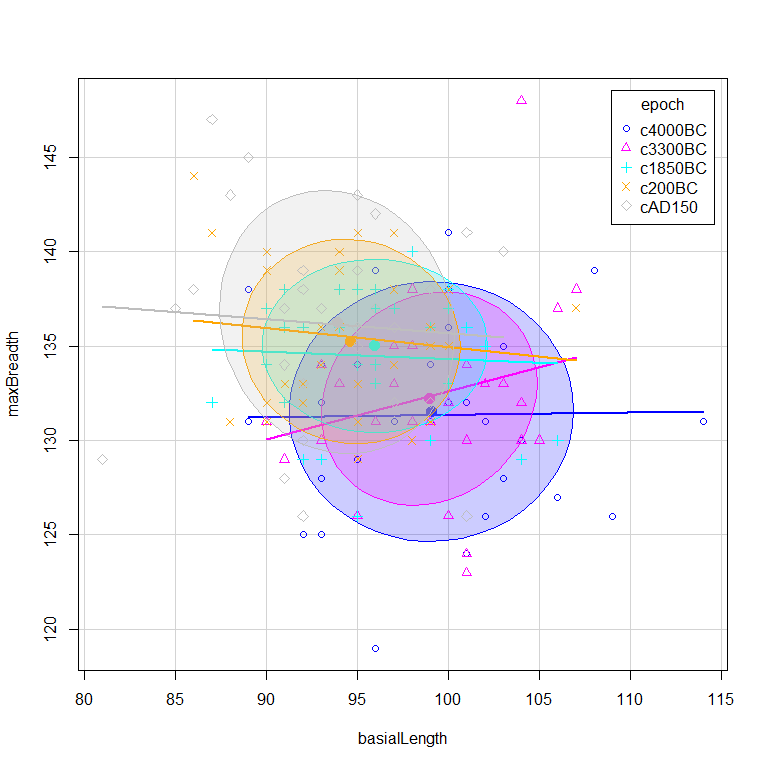 epoch
c4000BC
c3300BC
c1850BC
c200BC
cAD150
145
140
135
130
125
120
maxBreadth
80 85 90 95 100 105 110 115
basialLength